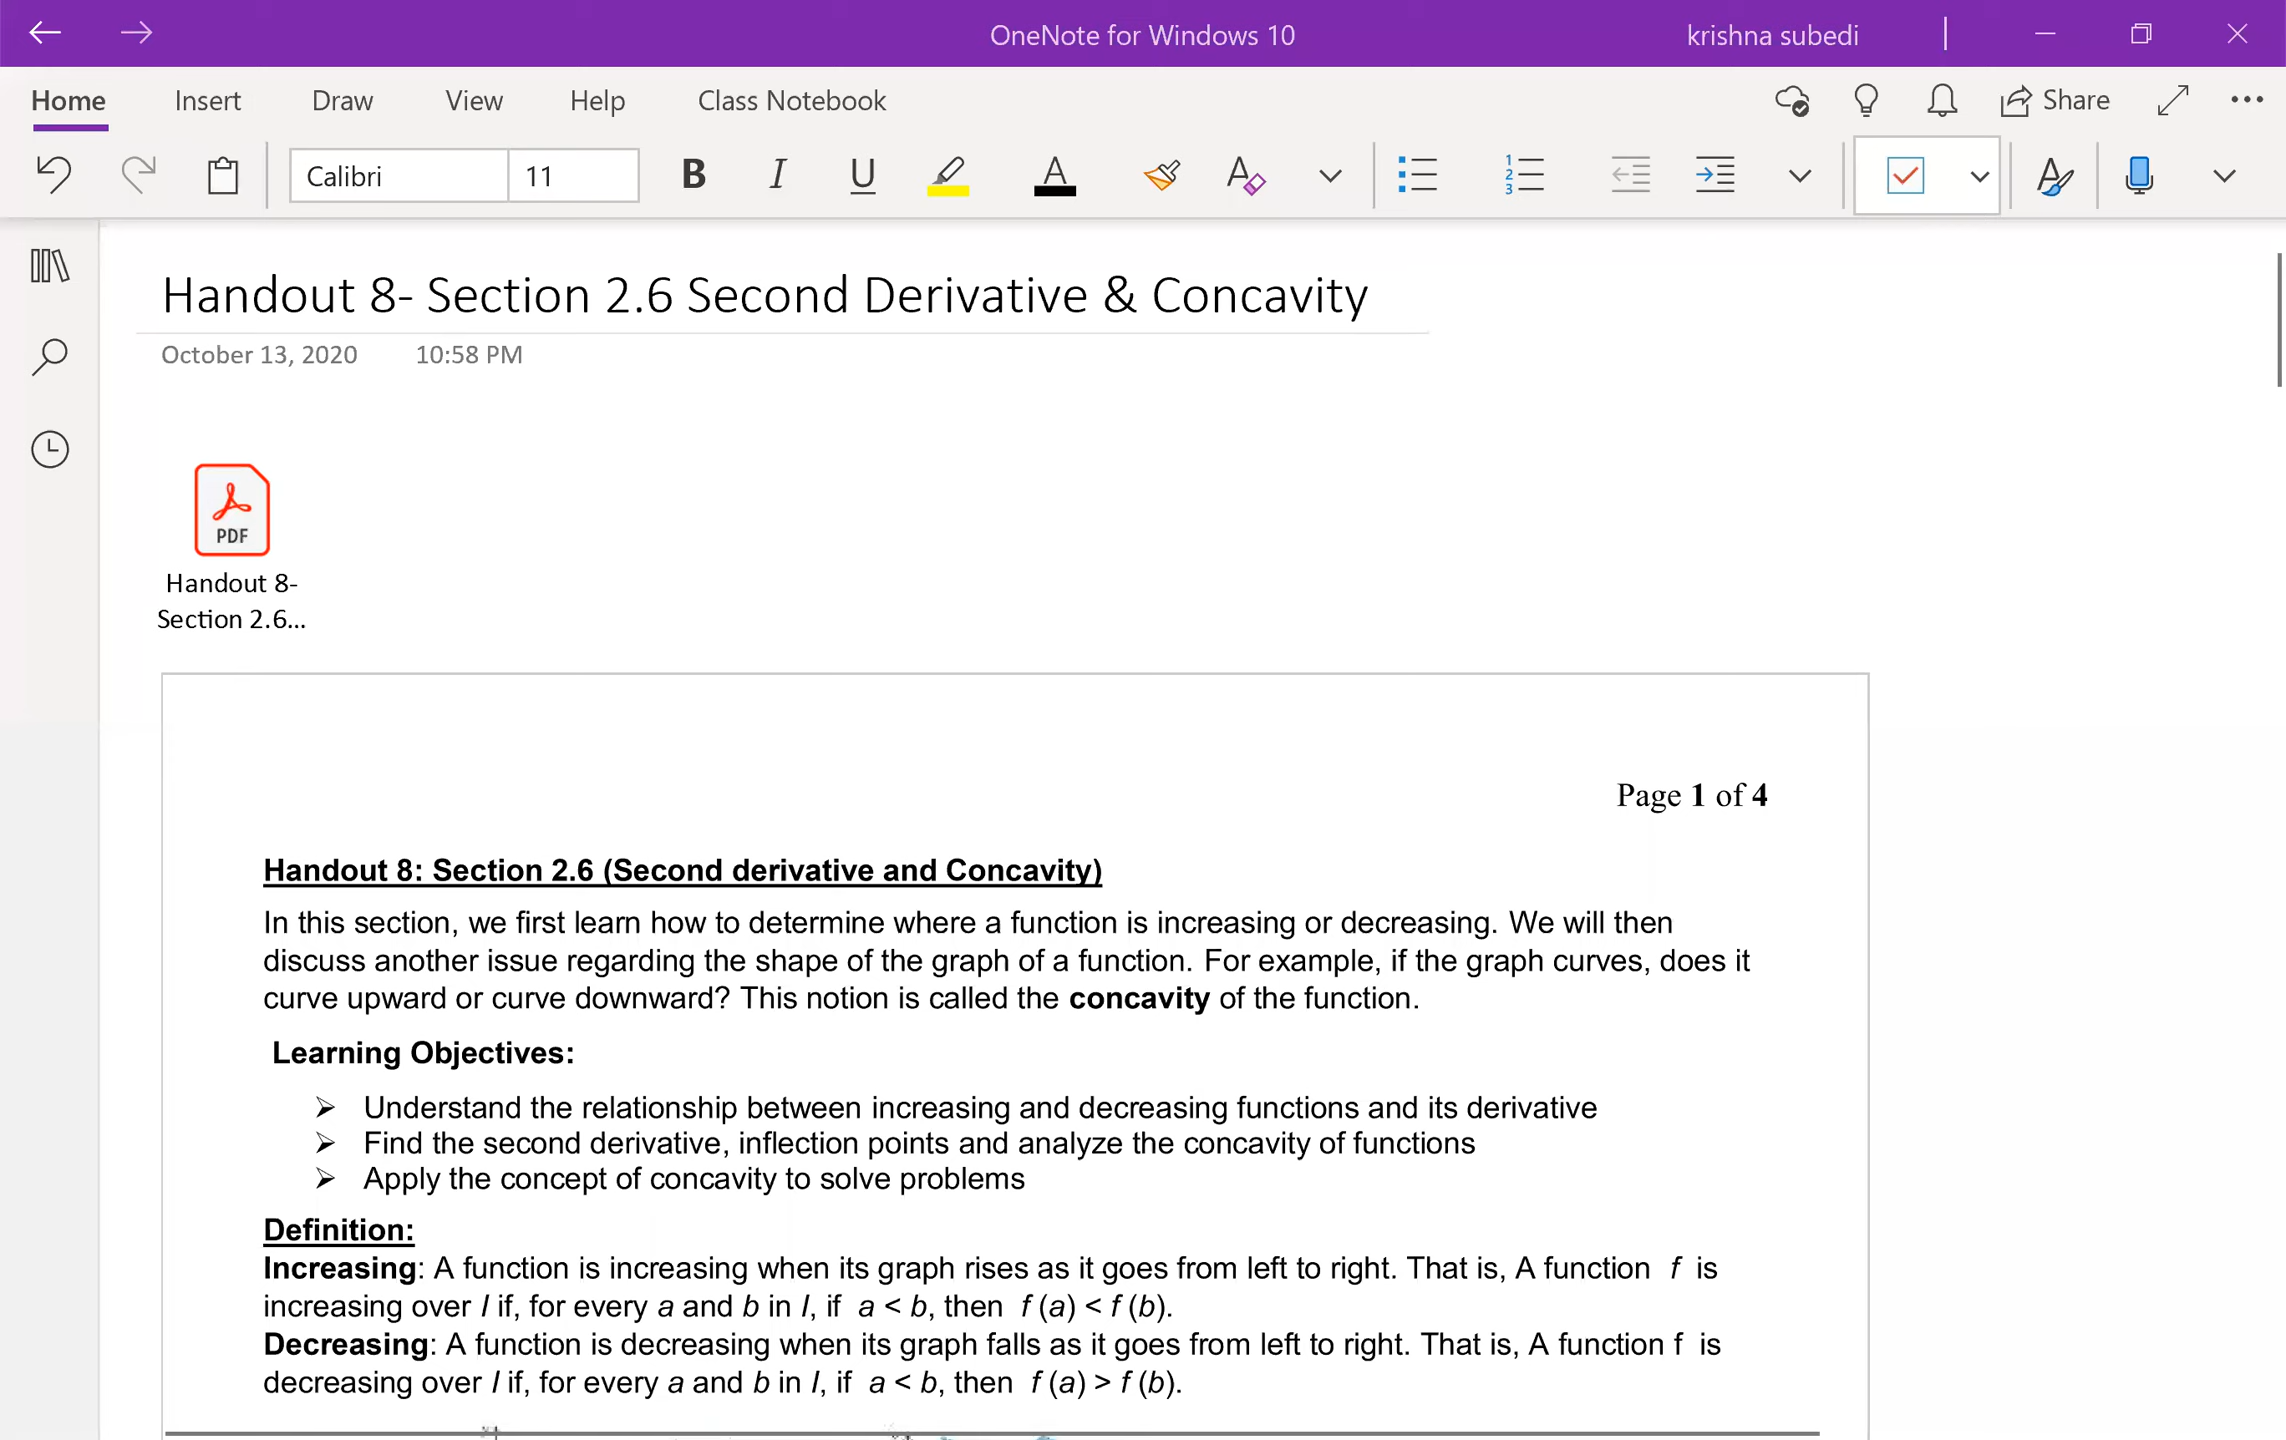 OneNote for Windows 10
krishna subedi
Home Insert Draw View Help Class Notebook
Share
Calibri 11
B I U A A
Handout 8- Section 2.6 Second Derivative & Concavity
October 13, 2020 10:58 PM
PDF
Handout 8-
Section 2.6...
Page 1 of 4
Handout 8: Section 2.6 (Second derivative and Concavity)
In this section, we first learn how to determine where a function is increasing or decreasing. We will then
discuss another issue regarding the shape of the graph of a function. For example, if the graph curves, does it
curve upward or curve downward? This notion is called the concavity of the function.
Learning Objectives:
➢ Understand the relationship between increasing and decreasing functions and its derivative
➢ Find the second derivative, inflection points and analyze the concavity of functions
➢ Apply the concept of concavity to solve problems
Definition:
Increasing: A function is increasing when its graph rises as it goes from left to right. That is, A function f is
increasing over I if, for every a and b in I, if a < b, then f (a) < f (b).
Decreasing: A function is decreasing when its graph falls as it goes from left to right. That is, A function f is
decreasing over I if, for every a and b in I, if a < b, then f (a) > f (b).